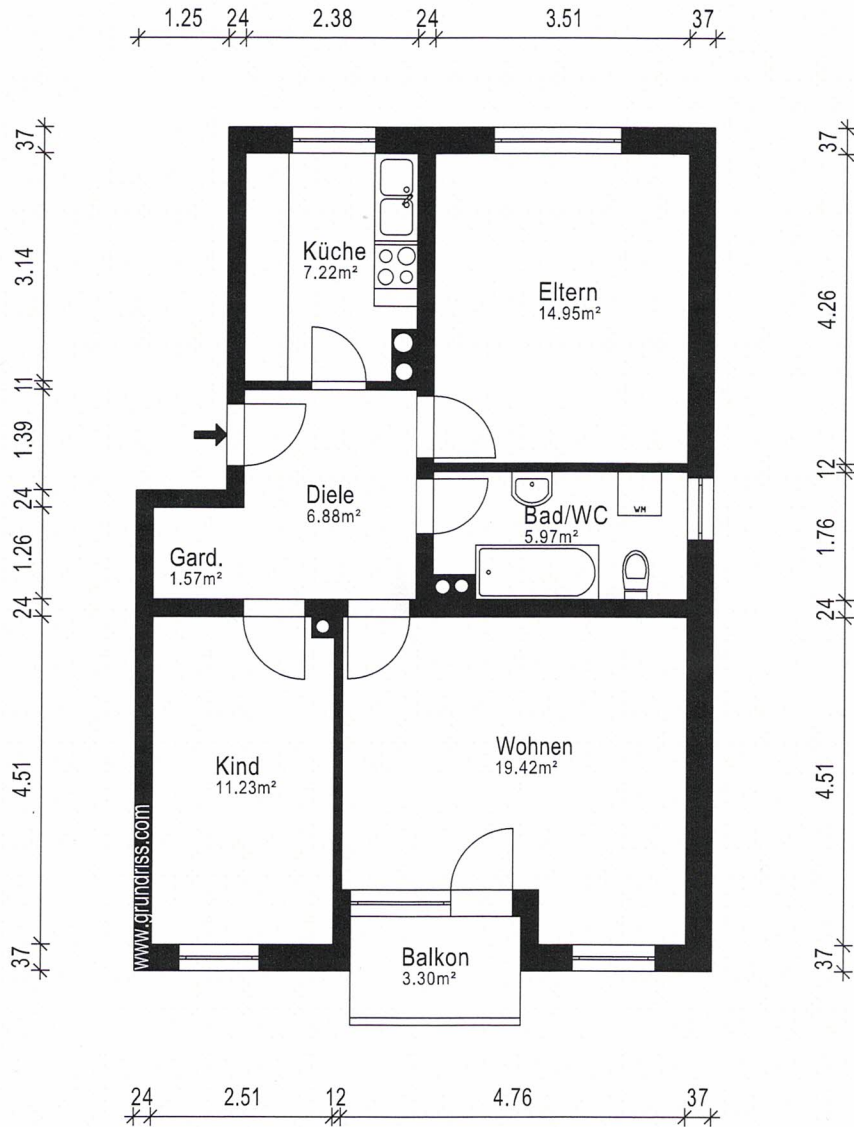 1.25 24 2.38 24 3.51 37
37
3.14
11
1.39
24
1.26
24
4.51
37
37
4.26
12
1.76
24
4.51
37
Küche
7.22m²
Eltern
14.95m²
Diele
6.88m²
Gard.
1.57m²
Bad/WC
5.97m²
WM
Kind
11.23m²
Wohnen
19.42m²
Balkon
3.30m²
www.grundriss.com
24 2.51 12 4.76 37